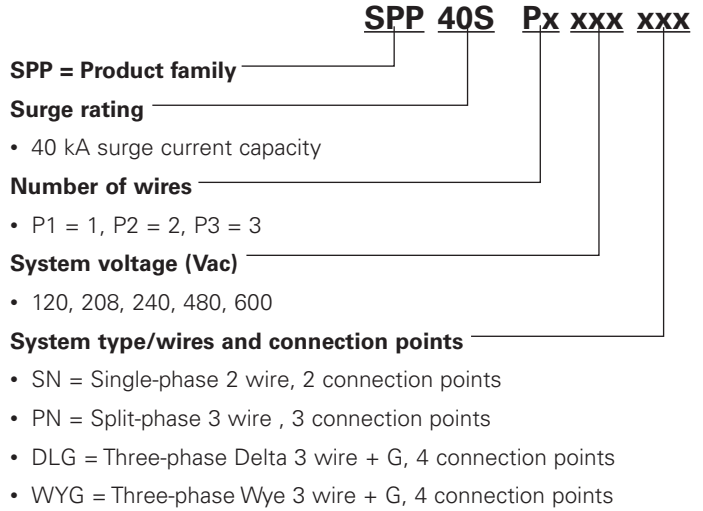 SPP 40S Px xxx xxx
SPP = Product family
Surge rating
• 40 kA surge current capacity
Number of wires
• P1 = 1, P2 = 2, P3 = 3
System voltage (Vac)
• 120, 208, 240, 480, 600
System type/wires and connection points
• SN = Single-phase 2 wire, 2 connection points
• PN = Split-phase 3 wire , 3 connection points
• DLG = Three-phase Delta 3 wire + G, 4 connection points
• WYG = Three-phase Wye 3 wire + G, 4 connection points